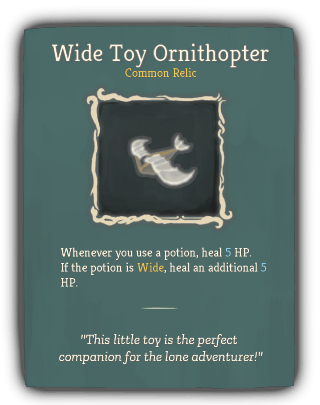 Wide Toy Ornithopter
Common Relic
Whenever you use a potion, heal 5 HP.
If the potion is Wide, heal an additional 5
HP.
"This little toy is the perfect
companion for the lone adventurer!"